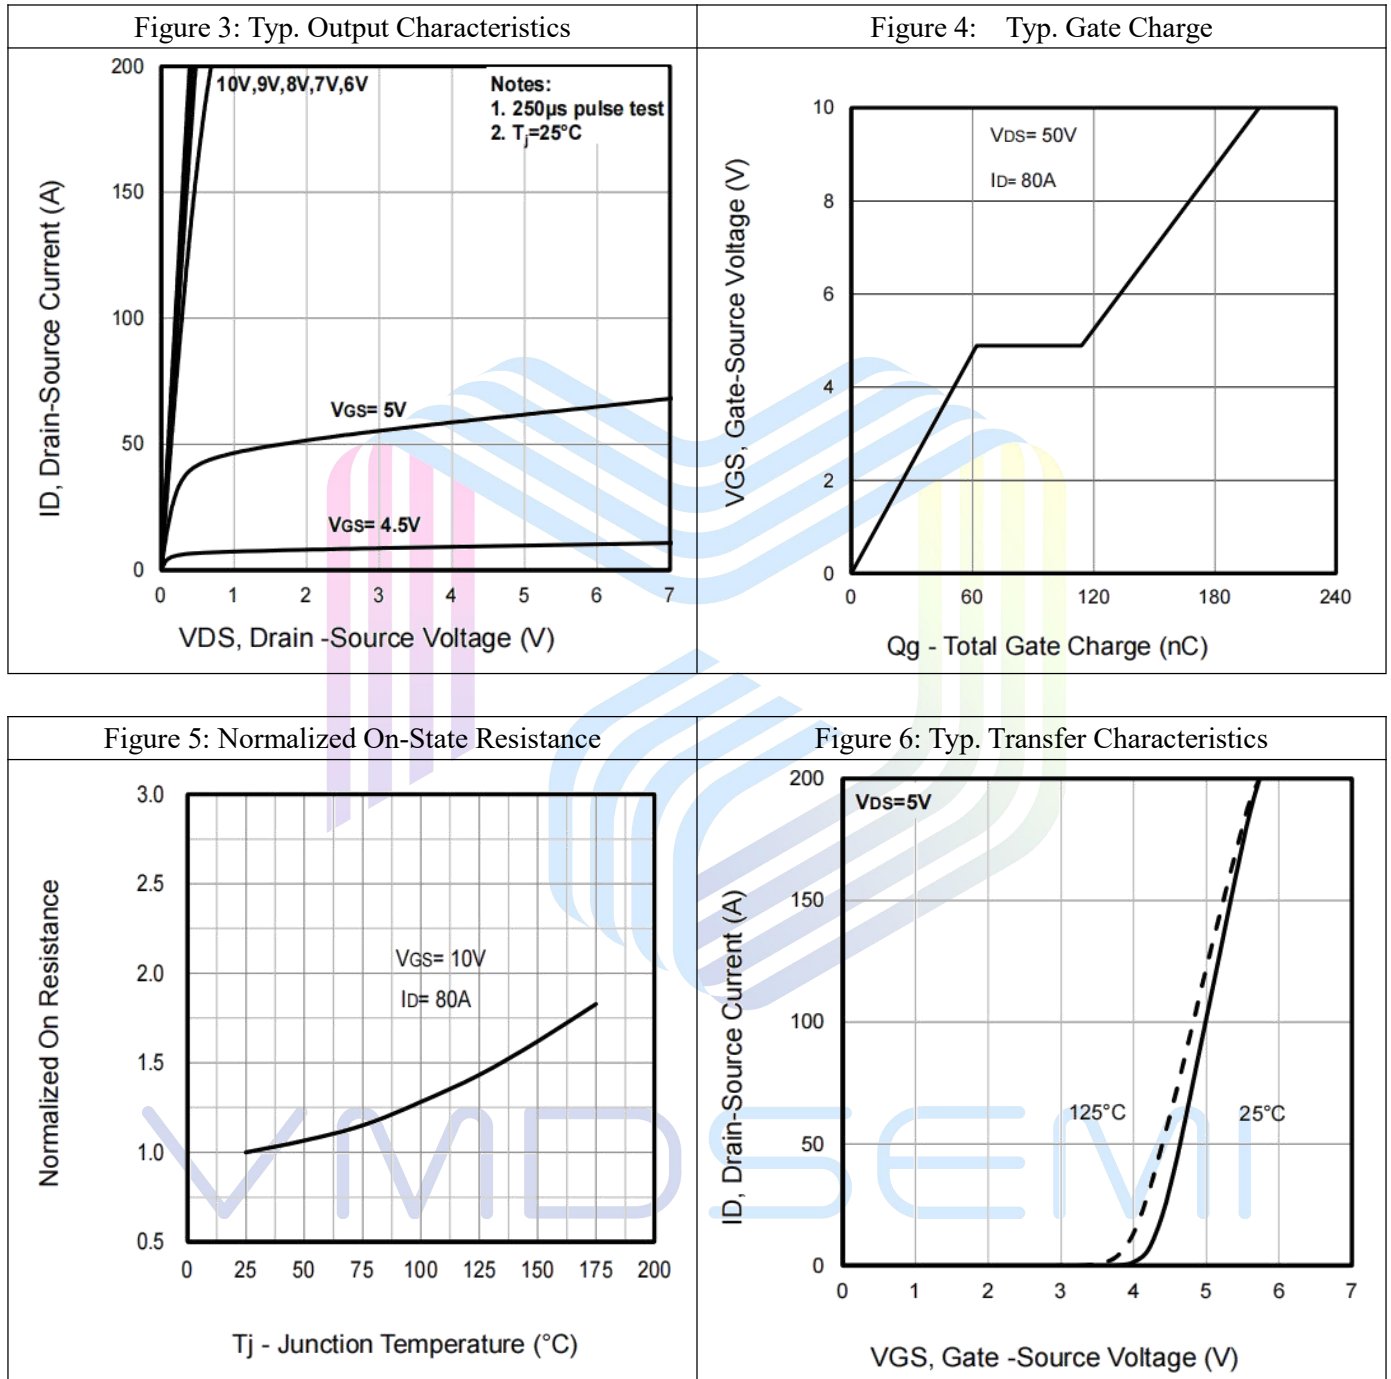 Figure 3: Typ. Output Characteristics
200
150
100
50
0
10V,9V,8V,7V,6V
Notes:
1. 250µs pulse test
2. Tj=25°C
VGS= 5V
VGS= 4.5V
0 1 2 3 4 5 6 7
ID, Drain-Source Current (A)
VDS, Drain -Source Voltage (V)
Figure 4: Typ. Gate Charge
10
8
6
4
2
0
VDS= 50V
ID= 80A
0 60 120 180 240
VGS, Gate-Source Voltage (V)
Qg - Total Gate Charge (nC)
Figure 5: Normalized On-State Resistance
3.0
2.5
2.0
1.5
1.0
0.5
VGS= 10V
ID= 80A
0 25 50 75 100 125 150 175 200
Normalized On Resistance
Tj - Junction Temperature (°C)
Figure 6: Typ. Transfer Characteristics
200
150
100
50
0
VDS=5V
125°C
25°C
0 1 2 3 4 5 6 7
ID, Drain-Source Current (A)
VGS, Gate -Source Voltage (V)
VMDSEMI